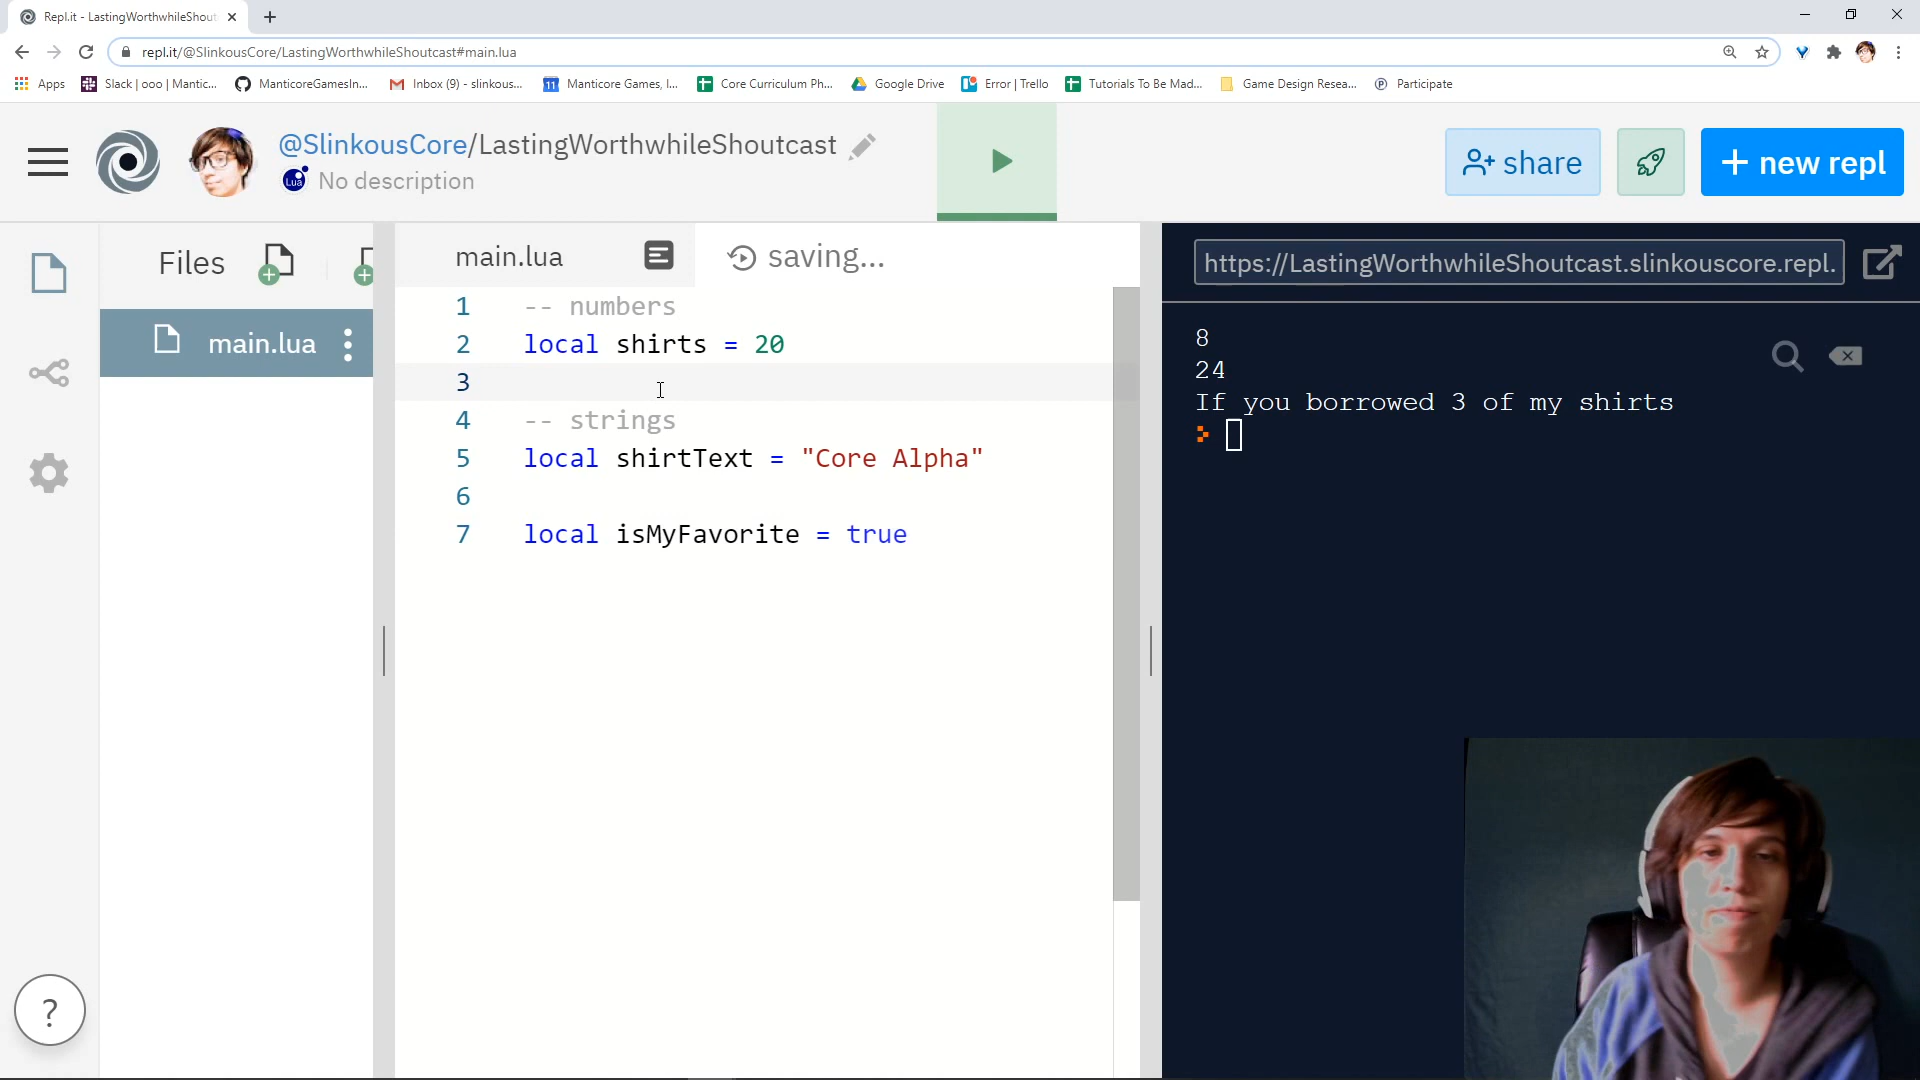 Repl.it - LastingWorthwhileShout
repl.it/@SlinkousCore/LastingWorthwhileShoutcast#main.lua
Apps
Slack | ooo | Mantic...
ManticoreGamesIn...
Inbox (9) - slinkous...
11
Manticore Games, I...
Core Curriculum Ph...
Google Drive
Error | Trello
Tutorials To Be Mad...
Game Design Resea...
Participate
@SlinkousCore/LastingWorthwhileShoutcast
Lua
No description
share
+ new repl
Files
main.lua
main.lua
saving...
1 -- numbers
2 local shirts = 20
3
4 -- strings
5 local shirtText = "Core Alpha"
6
7 local isMyFavorite = true
https://LastingWorthwhileShoutcast.slinkouscore.repl.
8
24
If you borrowed 3 of my shirts
?